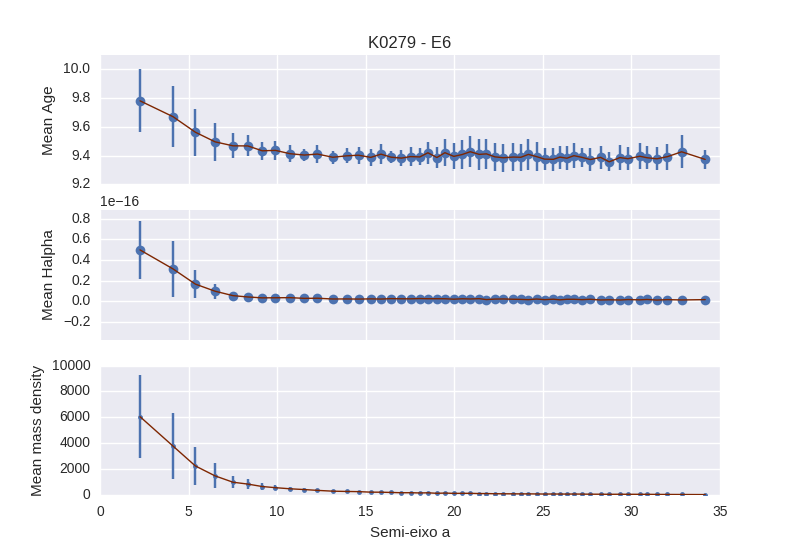 K0279 - E6
Mean Age
10.0
9.8
9.6
9.4
9.2
1e−16
Mean Halpha
0.8
0.6
0.4
0.2
0.0
−0.2
Mean mass density
10000
8000
6000
4000
2000
0
0 5 10 15 20 25 30 35
Semi-eixo a